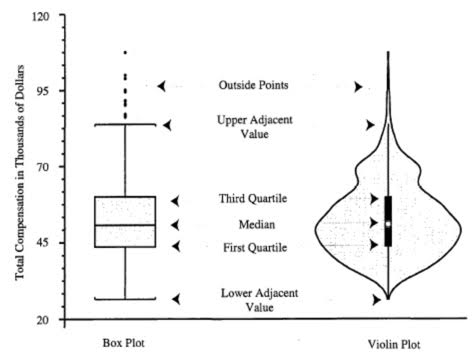 120
95
70
45
20
Total Compensation in Thousands of Dollars
Outside Points
Upper Adjacent
Value
Third Quartile
Median
First Quartile
Lower Adjacent
Value
Box Plot
Violin Plot